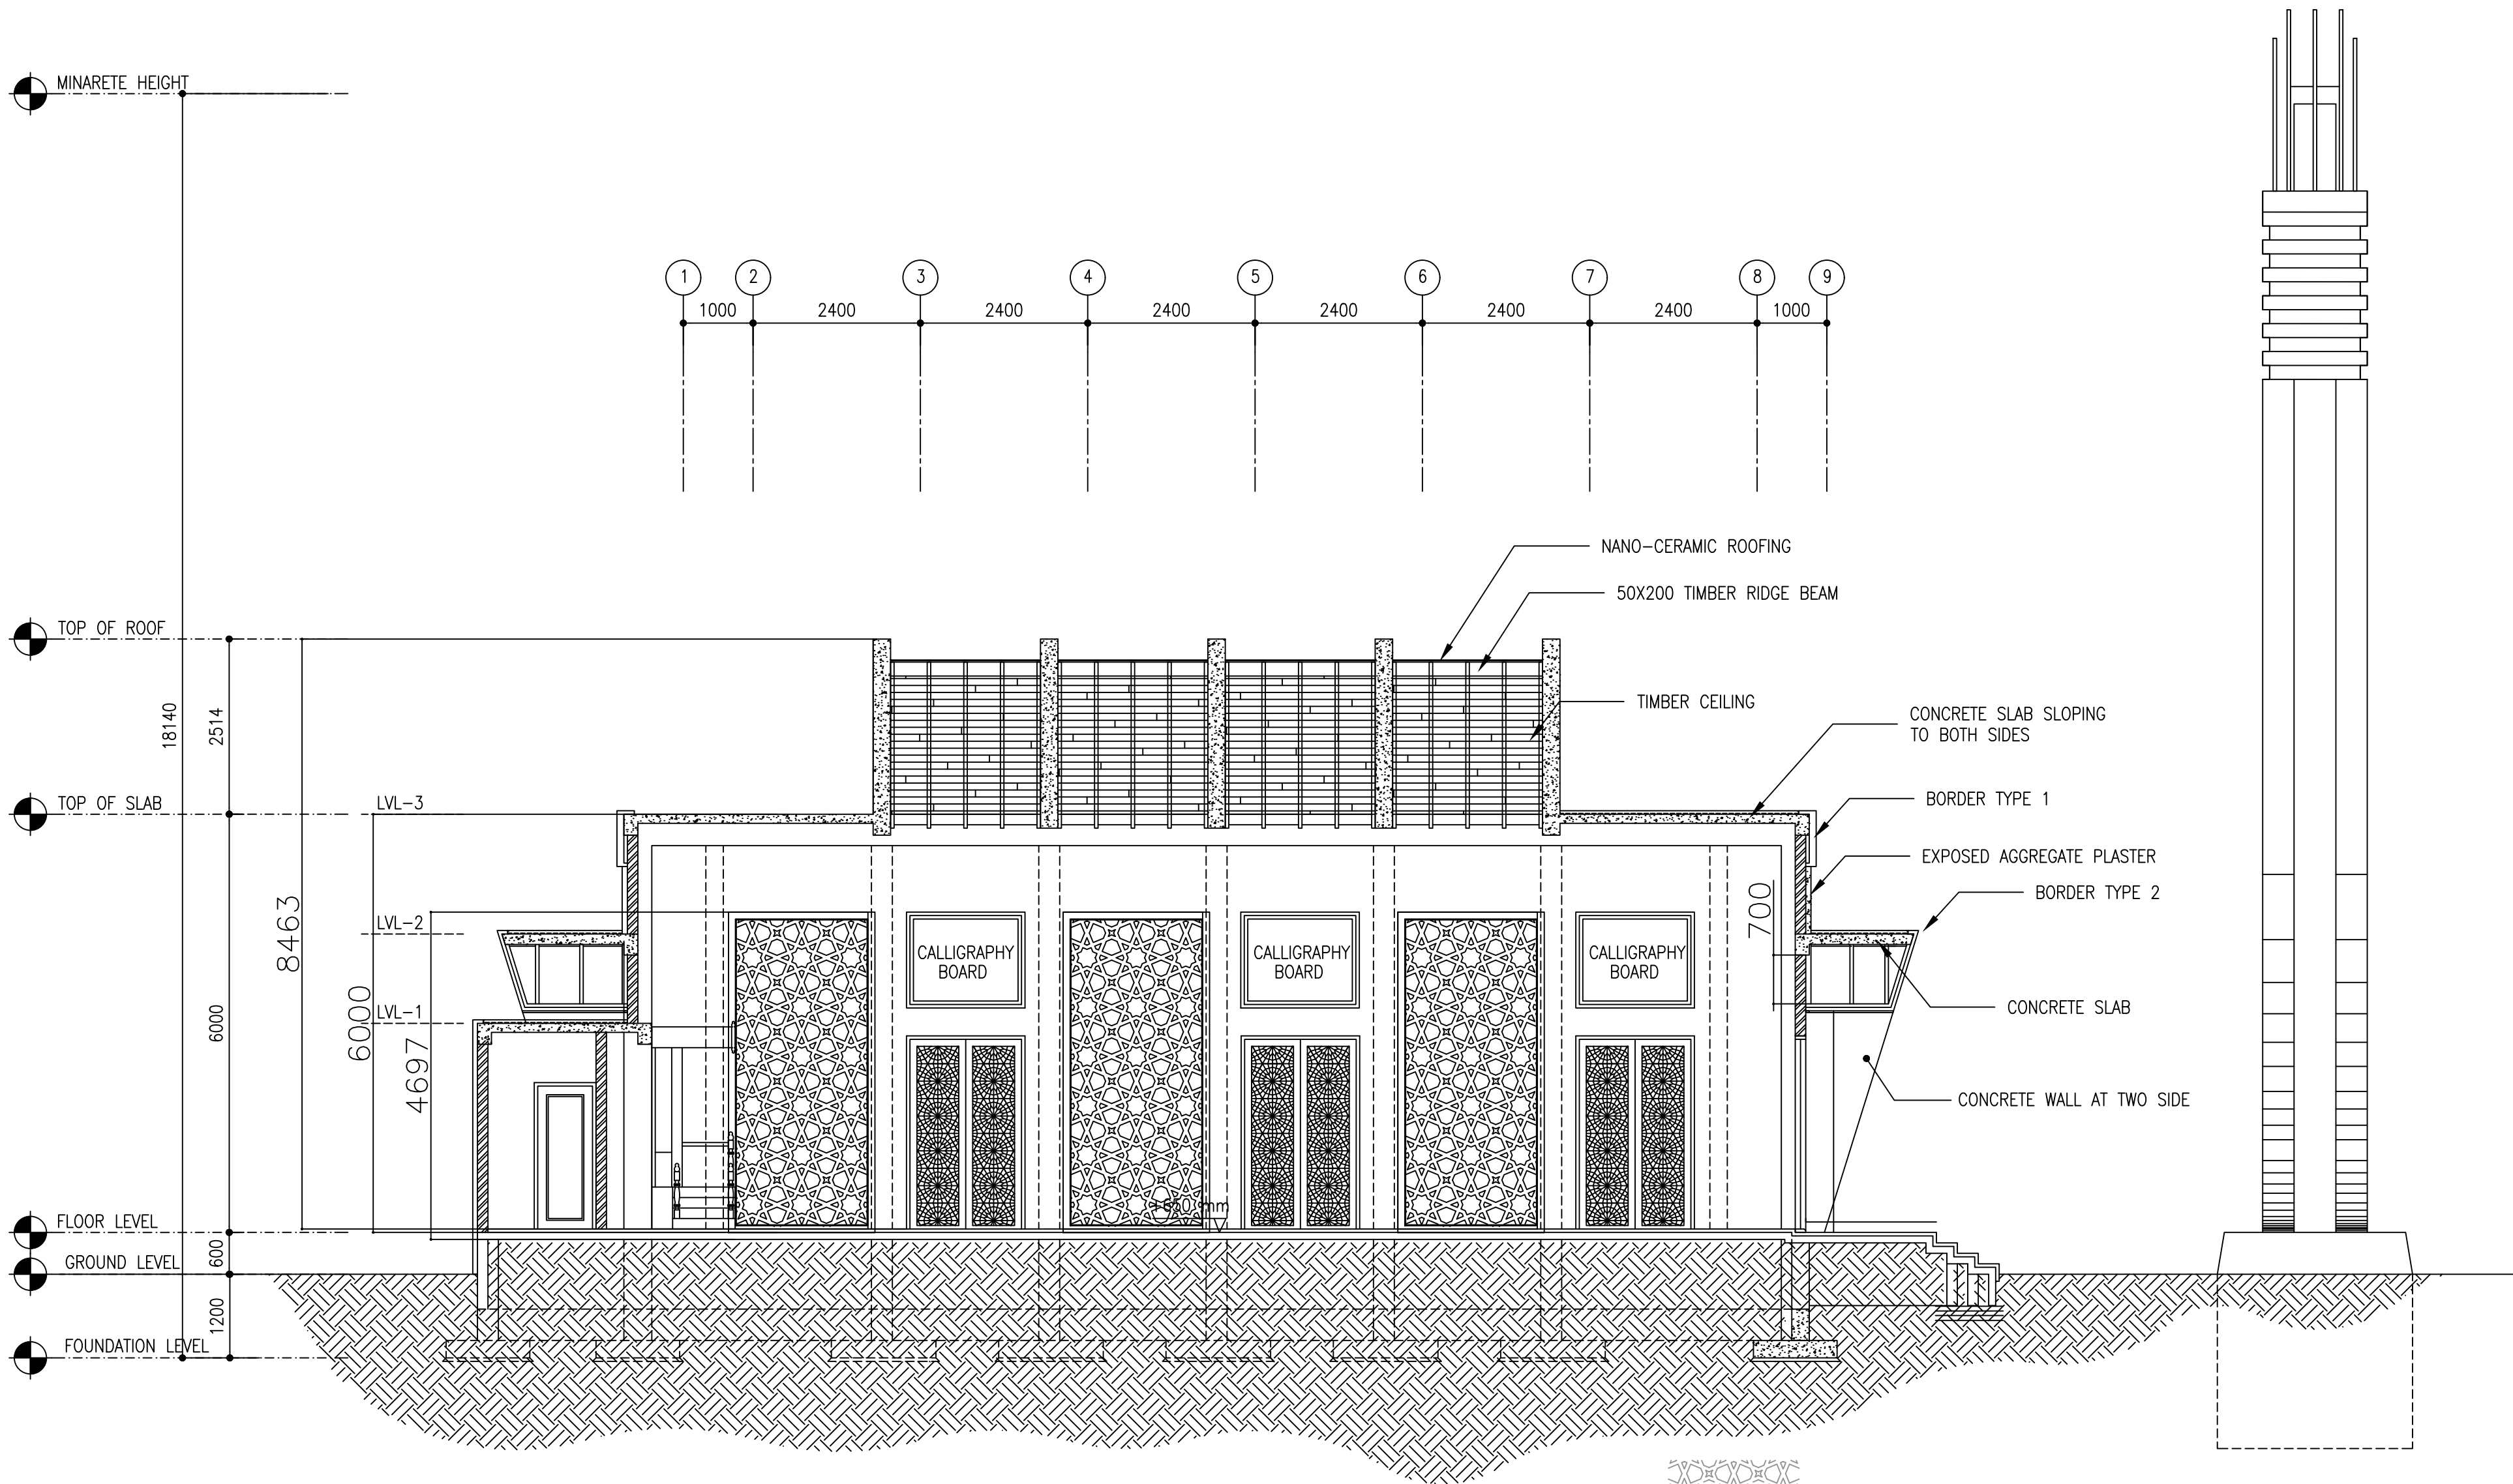 MINARETE HEIGHT
1 2 3 4 5 6 7 8 9
1000 2400 2400 2400 2400 2400 2400 1000
NANO-CERAMIC ROOFING
50X200 TIMBER RIDGE BEAM
TOP OF ROOF
TIMBER CEILING
18140
2514
CONCRETE SLAB SLOPING
TO BOTH SIDES
TOP OF SLAB
LVL-3
BORDER TYPE 1
EXPOSED AGGREGATE PLASTER
BORDER TYPE 2
700
8463
LVL-2
CALLIGRAPHY
BOARD
CALLIGRAPHY
BOARD
CALLIGRAPHY
BOARD
6000
6000
LVL-1
CONCRETE SLAB
4697
CONCRETE WALL AT TWO SIDE
+650 mm
FLOOR LEVEL
600
GROUND LEVEL
1200
FOUNDATION LEVEL